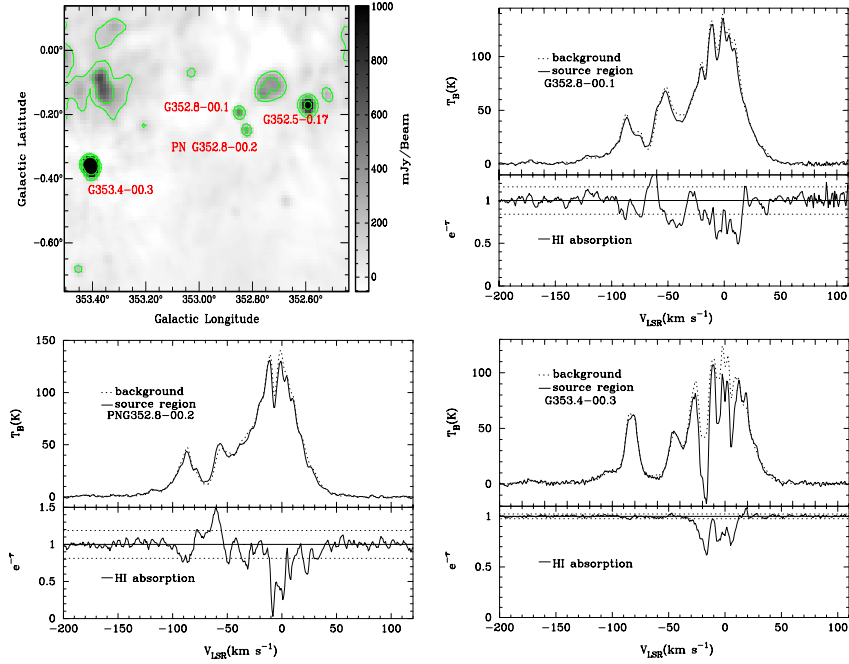 0.00°
-0.20°
-0.40°
-0.60°
Galactic Latitude
353.40°
353.20°
353.00°
352.80°
352.60°
Galactic Longitude
G352.8-00.1
G352.5-0.17
PN G352.8-00.2
G353.4-00.3
1000
800
600
400
200
0
mJy/Beam
100
50
0
T_B(K)
background
source region
G352.8-00.1
1
0.5
0
e^-τ
HI absorption
-200
-150
-100
-50
0
50
100
V_LSR(km s^-1)
150
100
50
0
T_B(K)
background
source region
PNG352.8-00.2
1.5
1
0.5
0
e^-τ
HI absorption
-200
-150
-100
-50
0
50
100
V_LSR(km s^-1)
100
50
0
T_B(K)
background
source region
G353.4-00.3
1
0.5
0
e^-τ
HI absorption
-200
-150
-100
-50
0
50
100
V_LSR(km s^-1)